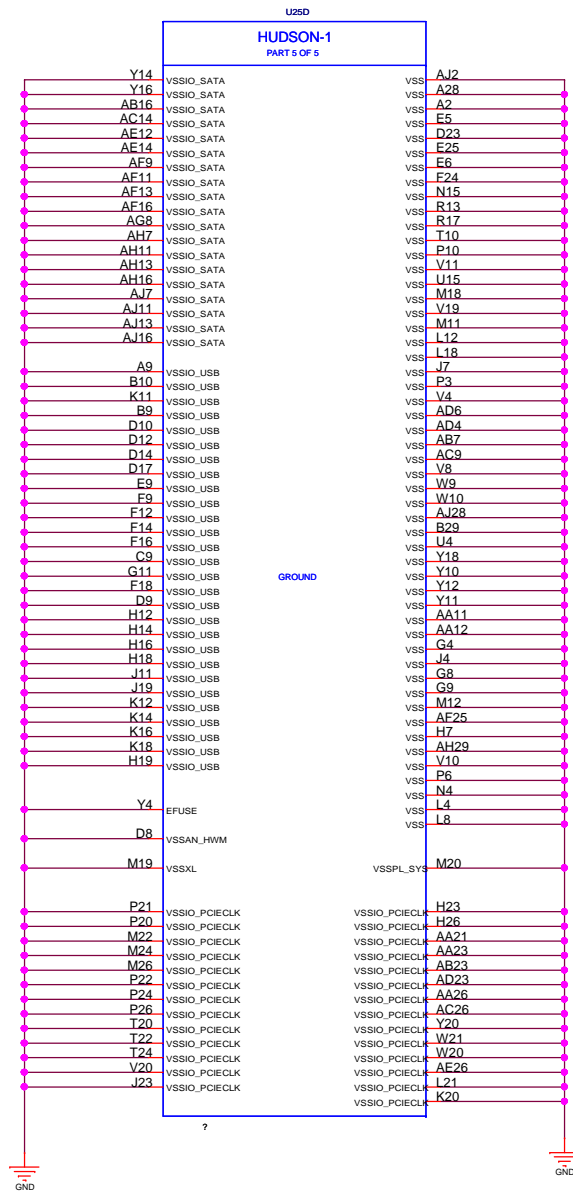 U25D
HUDSON-1
PART 5 OF 5
Y14 VSSIO_SATA VSS AJ2
Y16 VSSIO_SATA VSS A28
AB16 VSSIO_SATA VSS A2
AC14 VSSIO_SATA VSS E5
AE12 VSSIO_SATA VSS D23
AE14 VSSIO_SATA VSS E25
AF9 VSSIO_SATA VSS E6
AF11 VSSIO_SATA VSS F24
AF13 VSSIO_SATA VSS N15
AF16 VSSIO_SATA VSS R13
AG8 VSSIO_SATA VSS R17
AH7 VSSIO_SATA VSS T10
AH11 VSSIO_SATA VSS P10
AH13 VSSIO_SATA VSS V11
AH16 VSSIO_SATA VSS U15
AJ7 VSSIO_SATA VSS M18
AJ11 VSSIO_SATA VSS V19
AJ13 VSSIO_SATA VSS M11
AJ16 VSSIO_SATA VSS L12
VSS L18
A9 VSSIO_USB VSS J7
B10 VSSIO_USB VSS P3
K11 VSSIO_USB VSS V4
B9 VSSIO_USB VSS AD6
D10 VSSIO_USB VSS AD4
D12 VSSIO_USB VSS AB7
D14 VSSIO_USB VSS AC9
D17 VSSIO_USB VSS V8
E9 VSSIO_USB VSS W9
F9 VSSIO_USB VSS W10
F12 VSSIO_USB VSS AJ28
F14 VSSIO_USB VSS B29
F16 VSSIO_USB VSS U4
C9 VSSIO_USB VSS Y18
G11 VSSIO_USB GROUND VSS Y10
F18 VSSIO_USB VSS Y12
D9 VSSIO_USB VSS Y11
H12 VSSIO_USB VSS AA11
H14 VSSIO_USB VSS AA12
H16 VSSIO_USB VSS G4
H18 VSSIO_USB VSS J4
J11 VSSIO_USB VSS G8
J19 VSSIO_USB VSS G9
K12 VSSIO_USB VSS M12
K14 VSSIO_USB VSS AF25
K16 VSSIO_USB VSS H7
K18 VSSIO_USB VSS AH29
H19 VSSIO_USB VSS V10
VSS P6
VSS N4
Y4 EFUSE VSS L4
VSS L8
D8 VSSAN_HWM
M19 VSSXL VSSPL_SYS M20
P21 VSSIO_PCIECLK VSSIO_PCIECLK H23
P20 VSSIO_PCIECLK VSSIO_PCIECLK H26
M22 VSSIO_PCIECLK VSSIO_PCIECLK AA21
M24 VSSIO_PCIECLK VSSIO_PCIECLK AA23
M26 VSSIO_PCIECLK VSSIO_PCIECLK AB23
P22 VSSIO_PCIECLK VSSIO_PCIECLK AD23
P24 VSSIO_PCIECLK VSSIO_PCIECLK AA26
P26 VSSIO_PCIECLK VSSIO_PCIECLK AC26
T20 VSSIO_PCIECLK VSSIO_PCIECLK Y20
T22 VSSIO_PCIECLK VSSIO_PCIECLK W21
T24 VSSIO_PCIECLK VSSIO_PCIECLK W20
V20 VSSIO_PCIECLK VSSIO_PCIECLK AE26
J23 VSSIO_PCIECLK VSSIO_PCIECLK L21
VSSIO_PCIECLK K20
?
GND GND